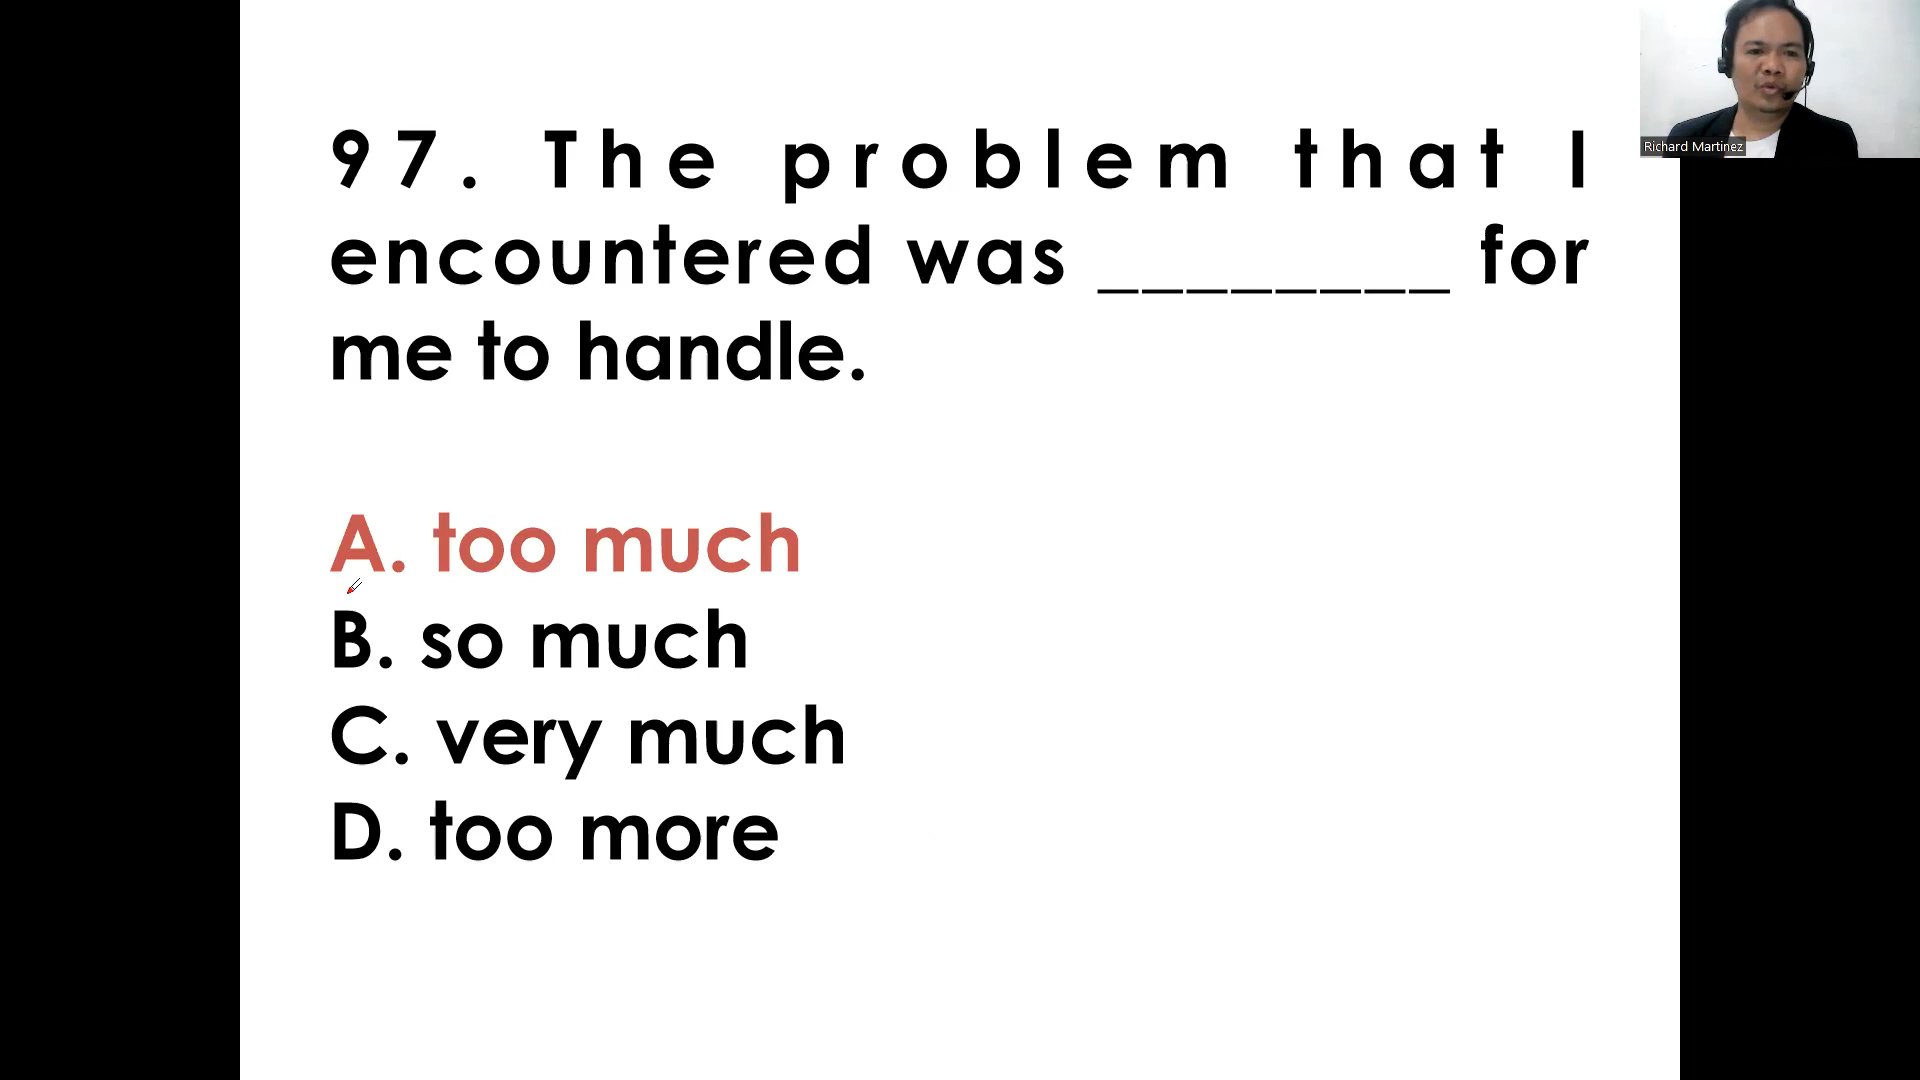 97. The problem that I
encountered was ________ for
me to handle.
A. too much
B. so much
C. very much
D. too more
Richard Martinez